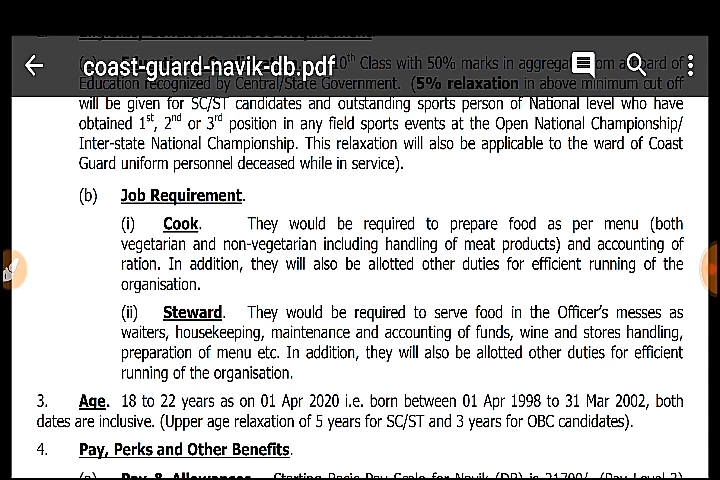 coast-guard-navik-db.pdf
10th Class with 50% marks in aggregate
Education recognized by Central/State Government. (5% relaxation in above minimum cut off
will be given for SC/ST candidates and outstanding sports person of National level who have
obtained 1st, 2nd or 3rd position in any field sports events at the Open National Championship/
Inter-state National Championship. This relaxation will also be applicable to the ward of Coast
Guard uniform personnel deceased while in service).
(b) Job Requirement.
(i) Cook. They would be required to prepare food as per menu (both
vegetarian and non-vegetarian including handling of meat products) and accounting of
ration. In addition, they will also be allotted other duties for efficient running of the
organisation.
(ii) Steward. They would be required to serve food in the Officer's messes as
waiters, housekeeping, maintenance and accounting of funds, wine and stores handling,
preparation of menu etc. In addition, they will also be allotted other duties for efficient
running of the organisation.
3. Age. 18 to 22 years as on 01 Apr 2020 i.e. born between 01 Apr 1998 to 31 Mar 2002, both
dates are inclusive. (Upper age relaxation of 5 years for SC/ST and 3 years for OBC candidates).
4. Pay, Perks and Other Benefits.
(a) Pay & Allowances. Starting Basic Pay Scale for Navik (DB) is 21700/- (Pay Level 3)